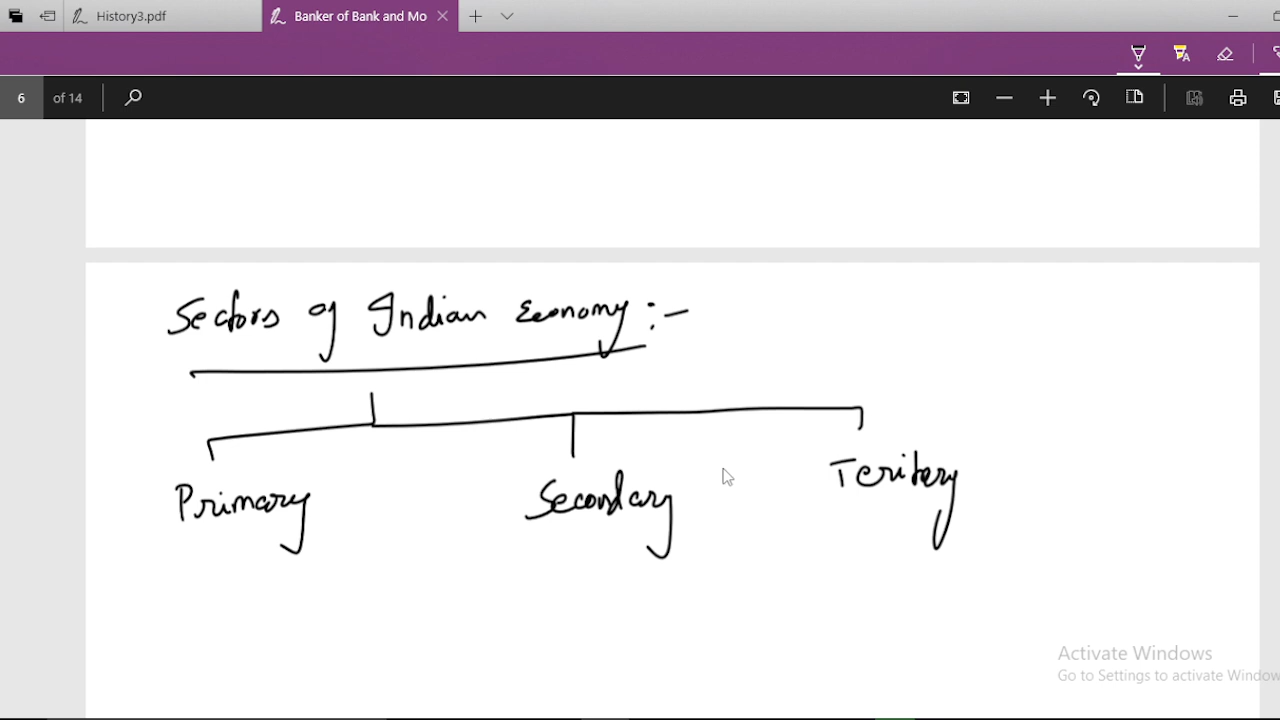 History3.pdf
Banker of Bank and Mo
6 of 14
Sectors of Indian Economy :-
Primary
Secondary
Teritery
Activate Windows
Go to Settings to activate Window